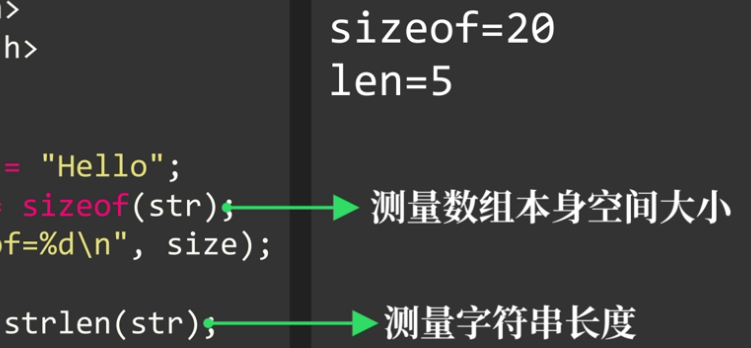 >
h>
= "Hello";
= sizeof(str);
of=%d\n", size);
strlen(str);
sizeof=20
len=5
测量数组本身空间大小
测量字符串长度